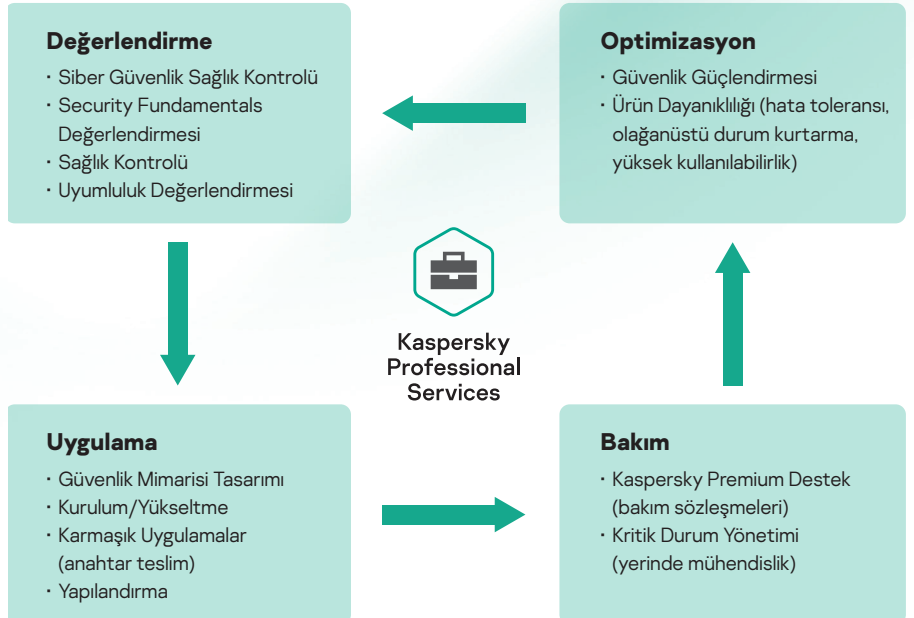 Değerlendirme
· Siber Güvenlik Sağlık Kontrolü
· Security Fundamentals
Değerlendirmesi
· Sağlık Kontrolü
· Uyumluluk Değerlendirmesi
Optimizasyon
· Güvenlik Güçlendirmesi
· Ürün Dayanıklılığı (hata toleransı,
olağanüstü durum kurtarma,
yüksek kullanılabilirlik)
Kaspersky
Professional
Services
Uygulama
· Güvenlik Mimarisi Tasarımı
· Kurulum/Yükseltme
· Karmaşık Uygulamalar
(anahtar teslim)
· Yapılandırma
Bakım
· Kaspersky Premium Destek
(bakım sözleşmeleri)
· Kritik Durum Yönetimi
(yerinde mühendislik)